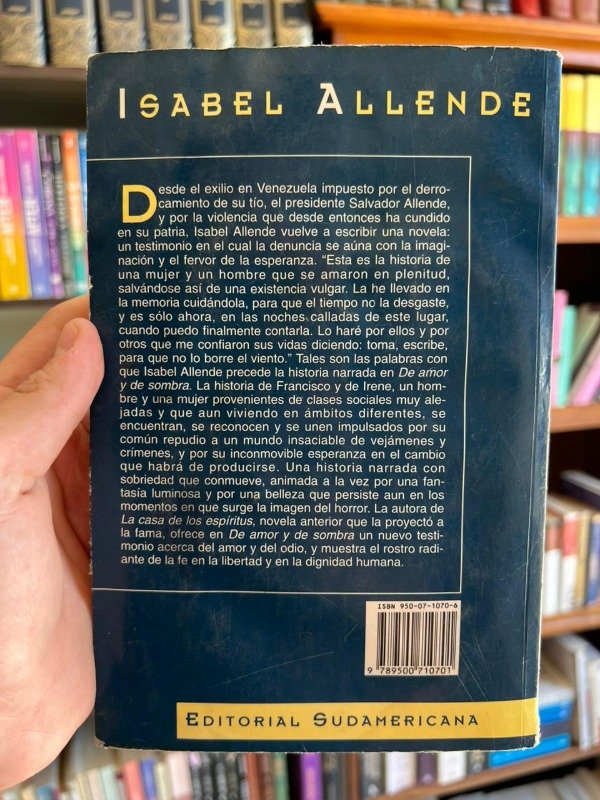 ISABEL ALLENDE
Desde el exilio en Venezuela impuesto por el derro-
camiento de su tío, el presidente Salvador Allende,
y por la violencia que desde entonces ha cundido
en su patria, Isabel Allende vuelve a escribir una novela:
un testimonio en el cual la denuncia se aúna con la imagi-
nación y el fervor de la esperanza. “Esta es la historia de
una mujer y un hombre que se amaron en plenitud,
salvándose así de una existencia vulgar. La he llevado en
la memoria cuidándola, para que el tiempo no la desgaste,
y es sólo ahora, en las noches calladas de este lugar,
cuando puedo finalmente contarla. Lo haré por ellos y por
otros que me confiaron sus vidas diciendo: toma, escribe,
para que no lo borre el viento.” Tales son las palabras con
que Isabel Allende precede la historia narrada en De amor
y de sombra. La historia de Francisco y de Irene, un hom-
bre y una mujer provenientes de clases sociales muy ale-
jadas y que aun viviendo en ámbitos diferentes, se
encuentran, se reconocen y se unen impulsados por su
común repudio a un mundo insaciable de vejámenes y
crímenes, y por su inconmovible esperanza en el cambio
que habrá de producirse. Una historia narrada con
sobriedad que conmueve, animada a la vez por una fan-
tasía luminosa y por una belleza que persiste aun en los
momentos en que surge la imagen del horror. La autora de
La casa de los espíritus, novela anterior que la proyectó a
la fama, ofrece en De amor y de sombra un nuevo testi-
monio acerca del amor y del odio, y muestra el rostro radi-
ante de la fe en la libertad y en la dignidad humana.
ISBN 950-07-1070-6
9 789500 710701
EDITORIAL SUDAMERICANA